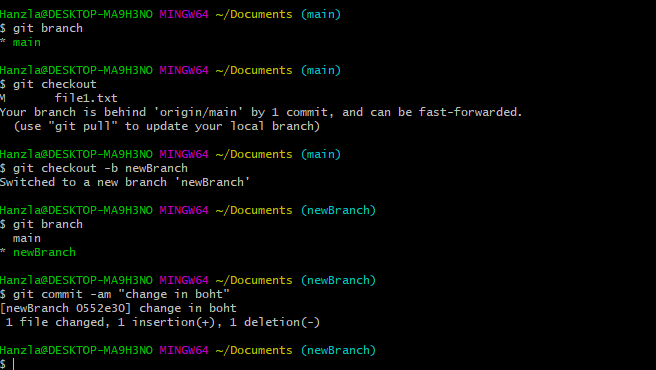 Hanzla@DESKTOP-MA9H3NO MINGW64 ~/Documents (main)
$ git branch
* main
Hanzla@DESKTOP-MA9H3NO MINGW64 ~/Documents (main)
$ git checkout
M       file1.txt
Your branch is behind 'origin/main' by 1 commit, and can be fast-forwarded.
  (use "git pull" to update your local branch)
Hanzla@DESKTOP-MA9H3NO MINGW64 ~/Documents (main)
$ git checkout -b newBranch
Switched to a new branch 'newBranch'
Hanzla@DESKTOP-MA9H3NO MINGW64 ~/Documents (newBranch)
$ git branch
  main
* newBranch
Hanzla@DESKTOP-MA9H3NO MINGW64 ~/Documents (newBranch)
$ git commit -am "change in boht"
[newBranch 0552e30] change in boht
 1 file changed, 1 insertion(+), 1 deletion(-)
Hanzla@DESKTOP-MA9H3NO MINGW64 ~/Documents (newBranch)
$